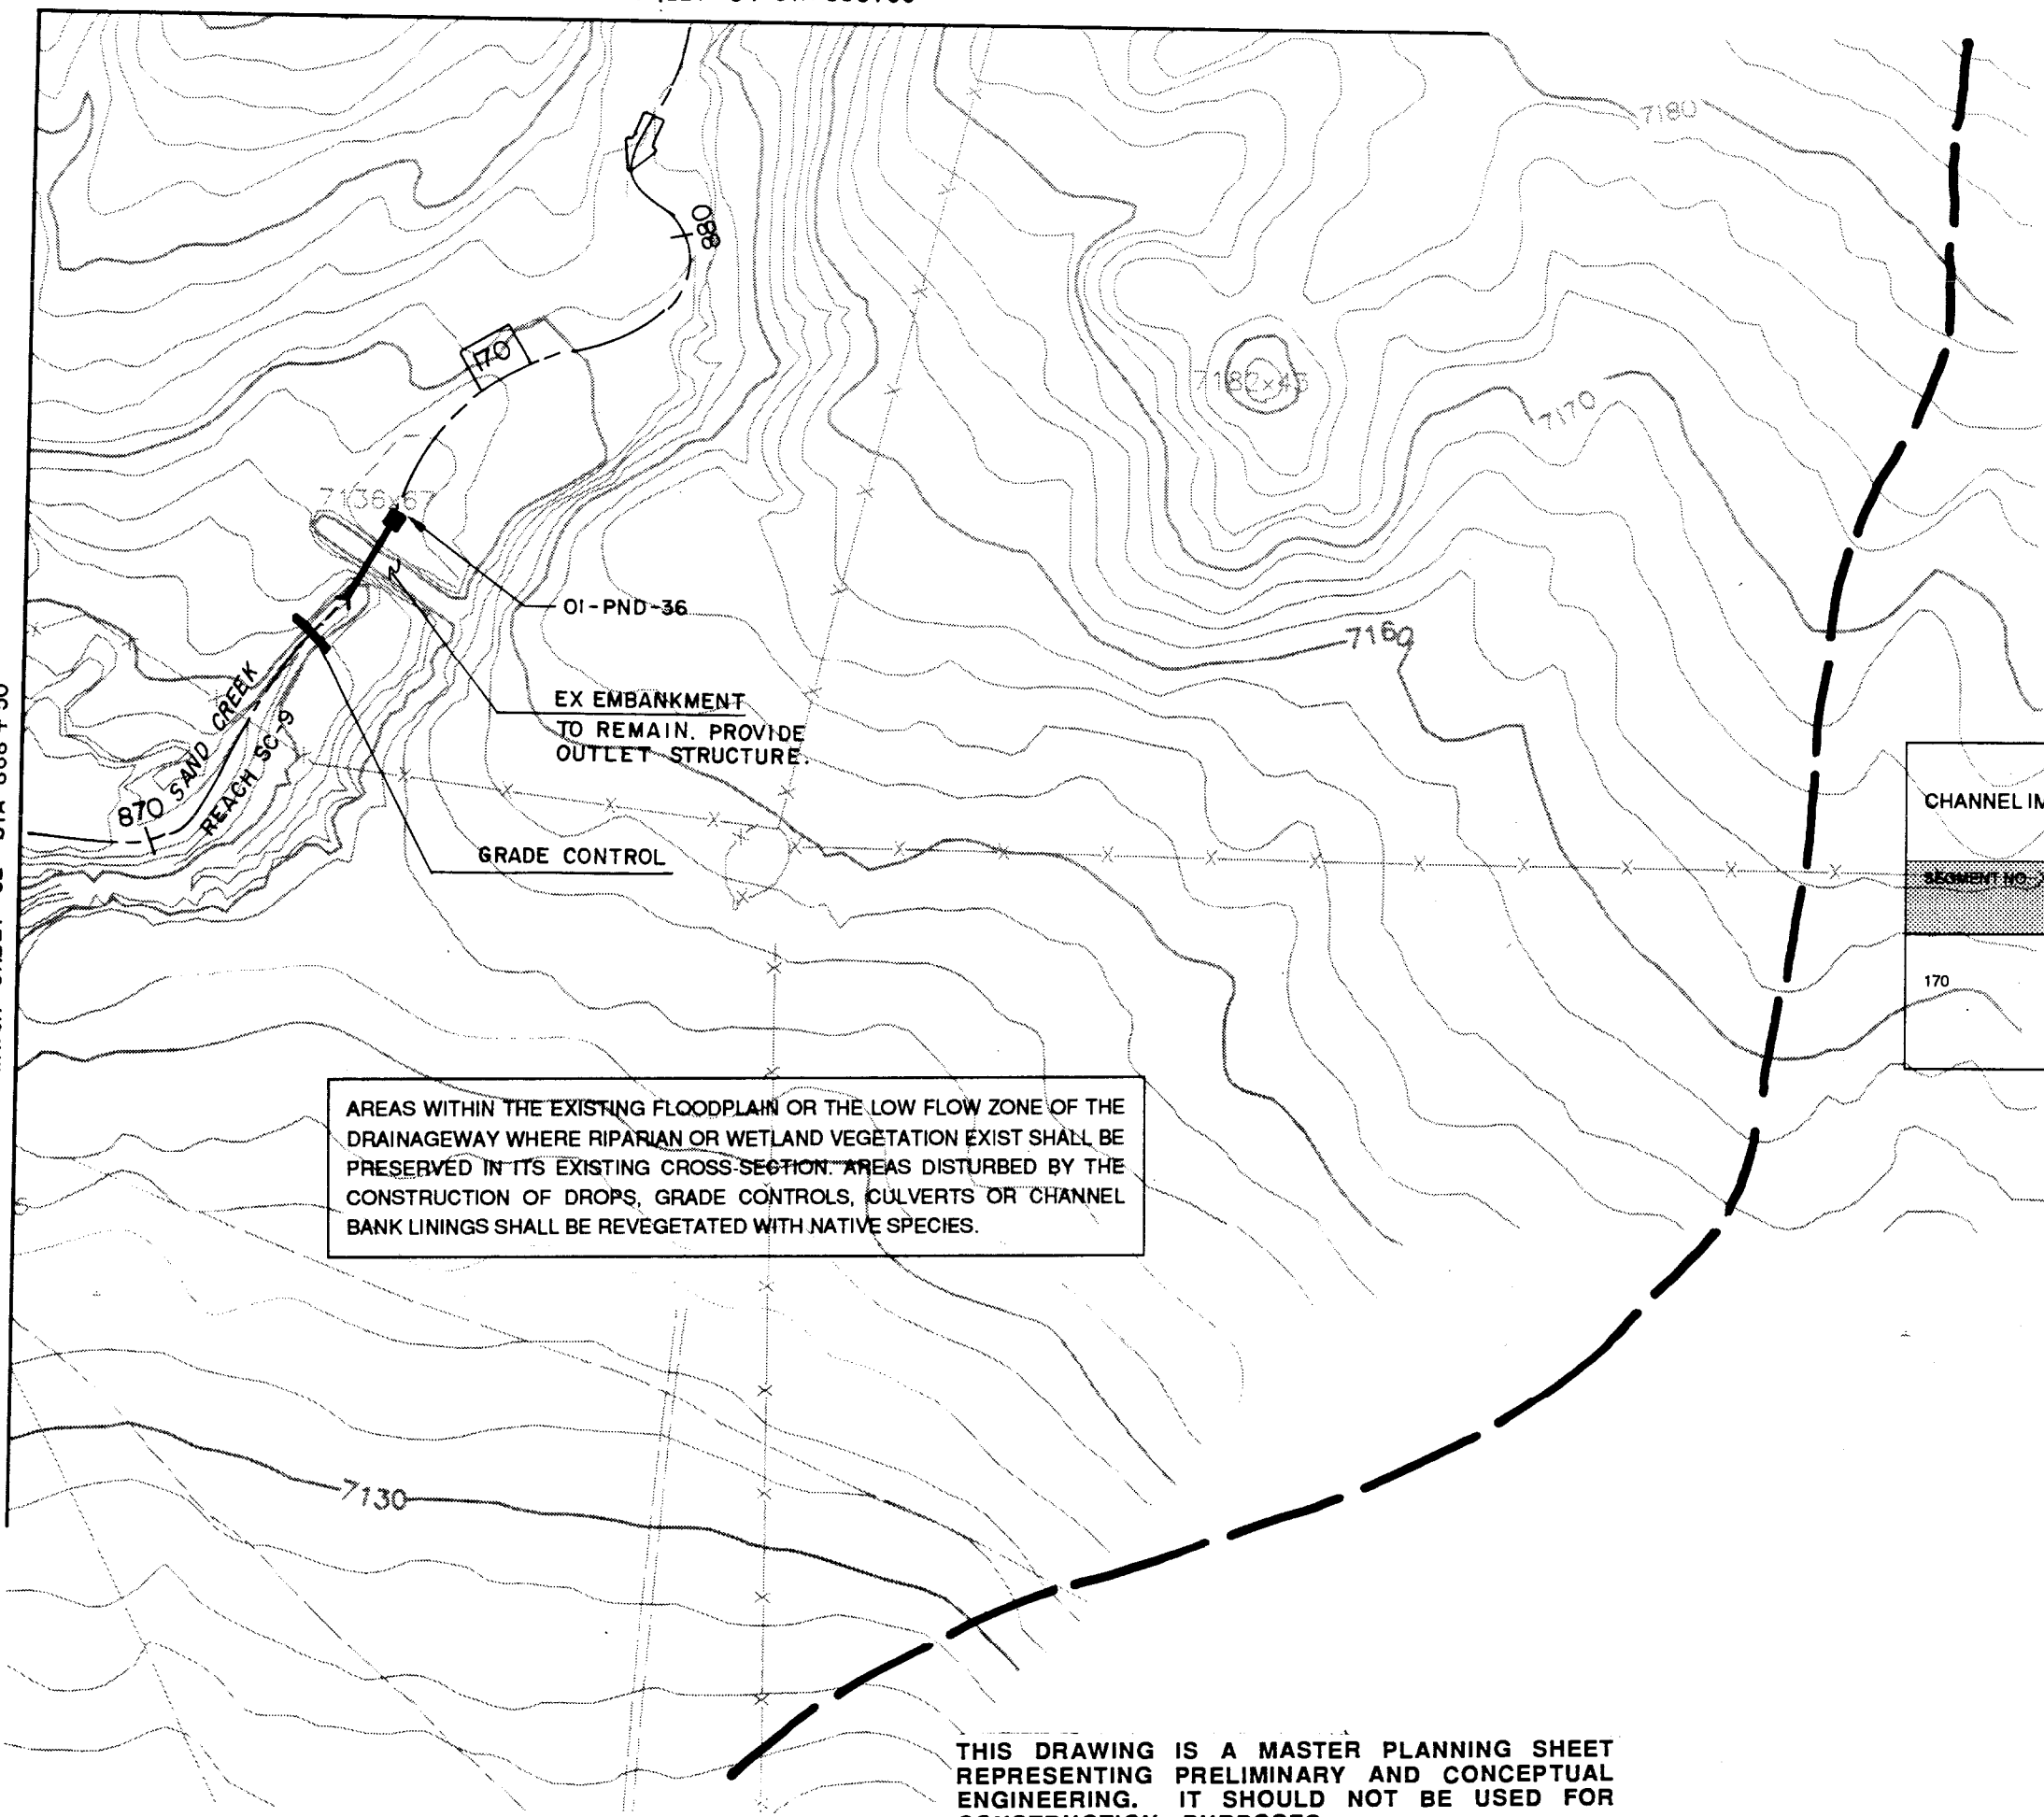 7180
880
170
7182x45
7170
7136x67
01-PND-36
7160
SAND CREEK
REACH SC-9
870
EX EMBANKMENT
TO REMAIN. PROVIDE
OUTLET STRUCTURE.
GRADE CONTROL
CHANNEL IM
SEGMENT NO.
170
AREAS WITHIN THE EXISTING FLOODPLAIN OR THE LOW FLOW ZONE OF THE
DRAINAGEWAY WHERE RIPARIAN OR WETLAND VEGETATION EXIST SHALL BE
PRESERVED IN ITS EXISTING CROSS-SECTION. AREAS DISTURBED BY THE
CONSTRUCTION OF DROPS, GRADE CONTROLS, CULVERTS OR CHANNEL
BANK LININGS SHALL BE REVEGETATED WITH NATIVE SPECIES.
7130
THIS DRAWING IS A MASTER PLANNING SHEET
REPRESENTING PRELIMINARY AND CONCEPTUAL
ENGINEERING. IT SHOULD NOT BE USED FOR